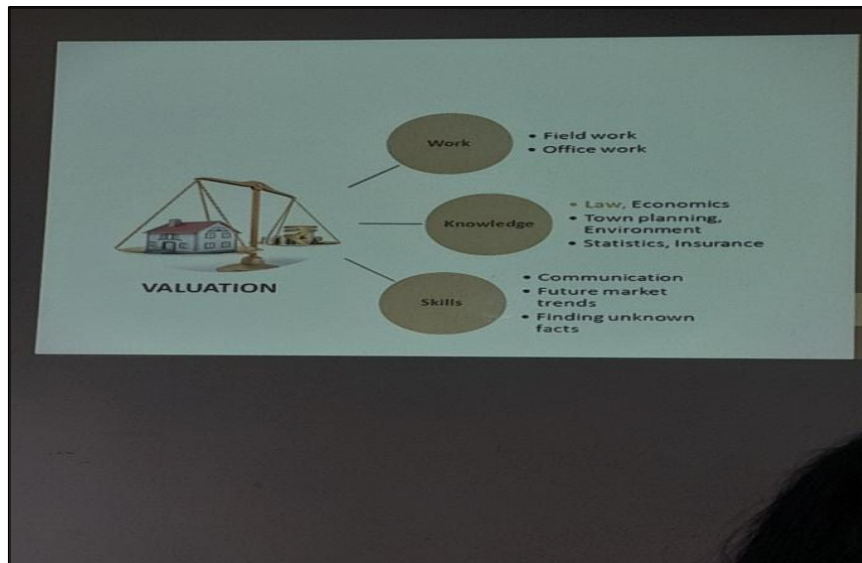 Work
• Field work
• Office work
Knowledge
• Law, Economics
• Town planning,
Environment
• Statistics, Insurance
VALUATION
Skills
• Communication
• Future market
trends
• Finding unknown
facts